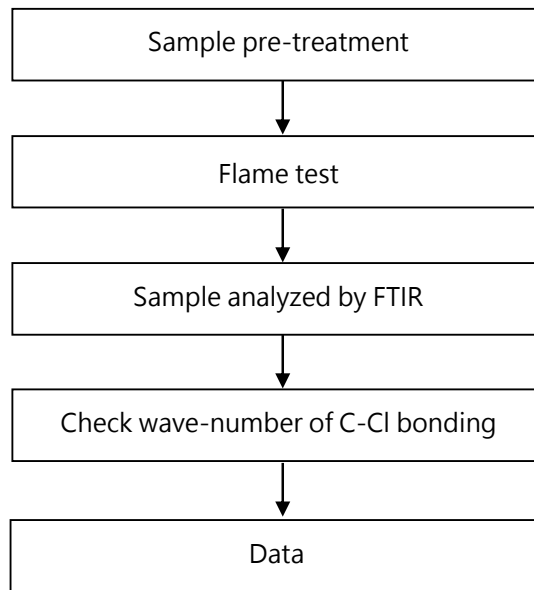 Sample pre-treatment
Flame test
Sample analyzed by FTIR
Check wave-number of C-Cl bonding
Data